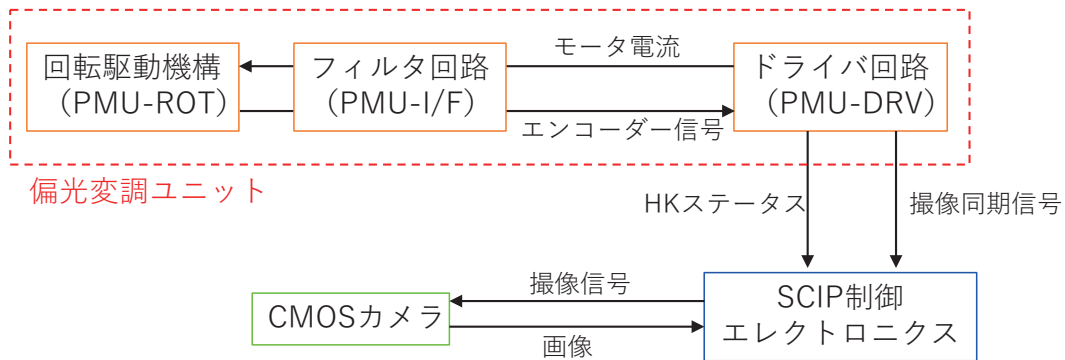 回転駆動機構
（PMU-ROT）
フィルタ回路
（PMU-I/F）
モータ電流
エンコーダー信号
ドライバ回路
（PMU-DRV）
偏光変調ユニット
HKステータス
撮像同期信号
CMOSカメラ
撮像信号
画像
SCIP制御
エレクトロニクス